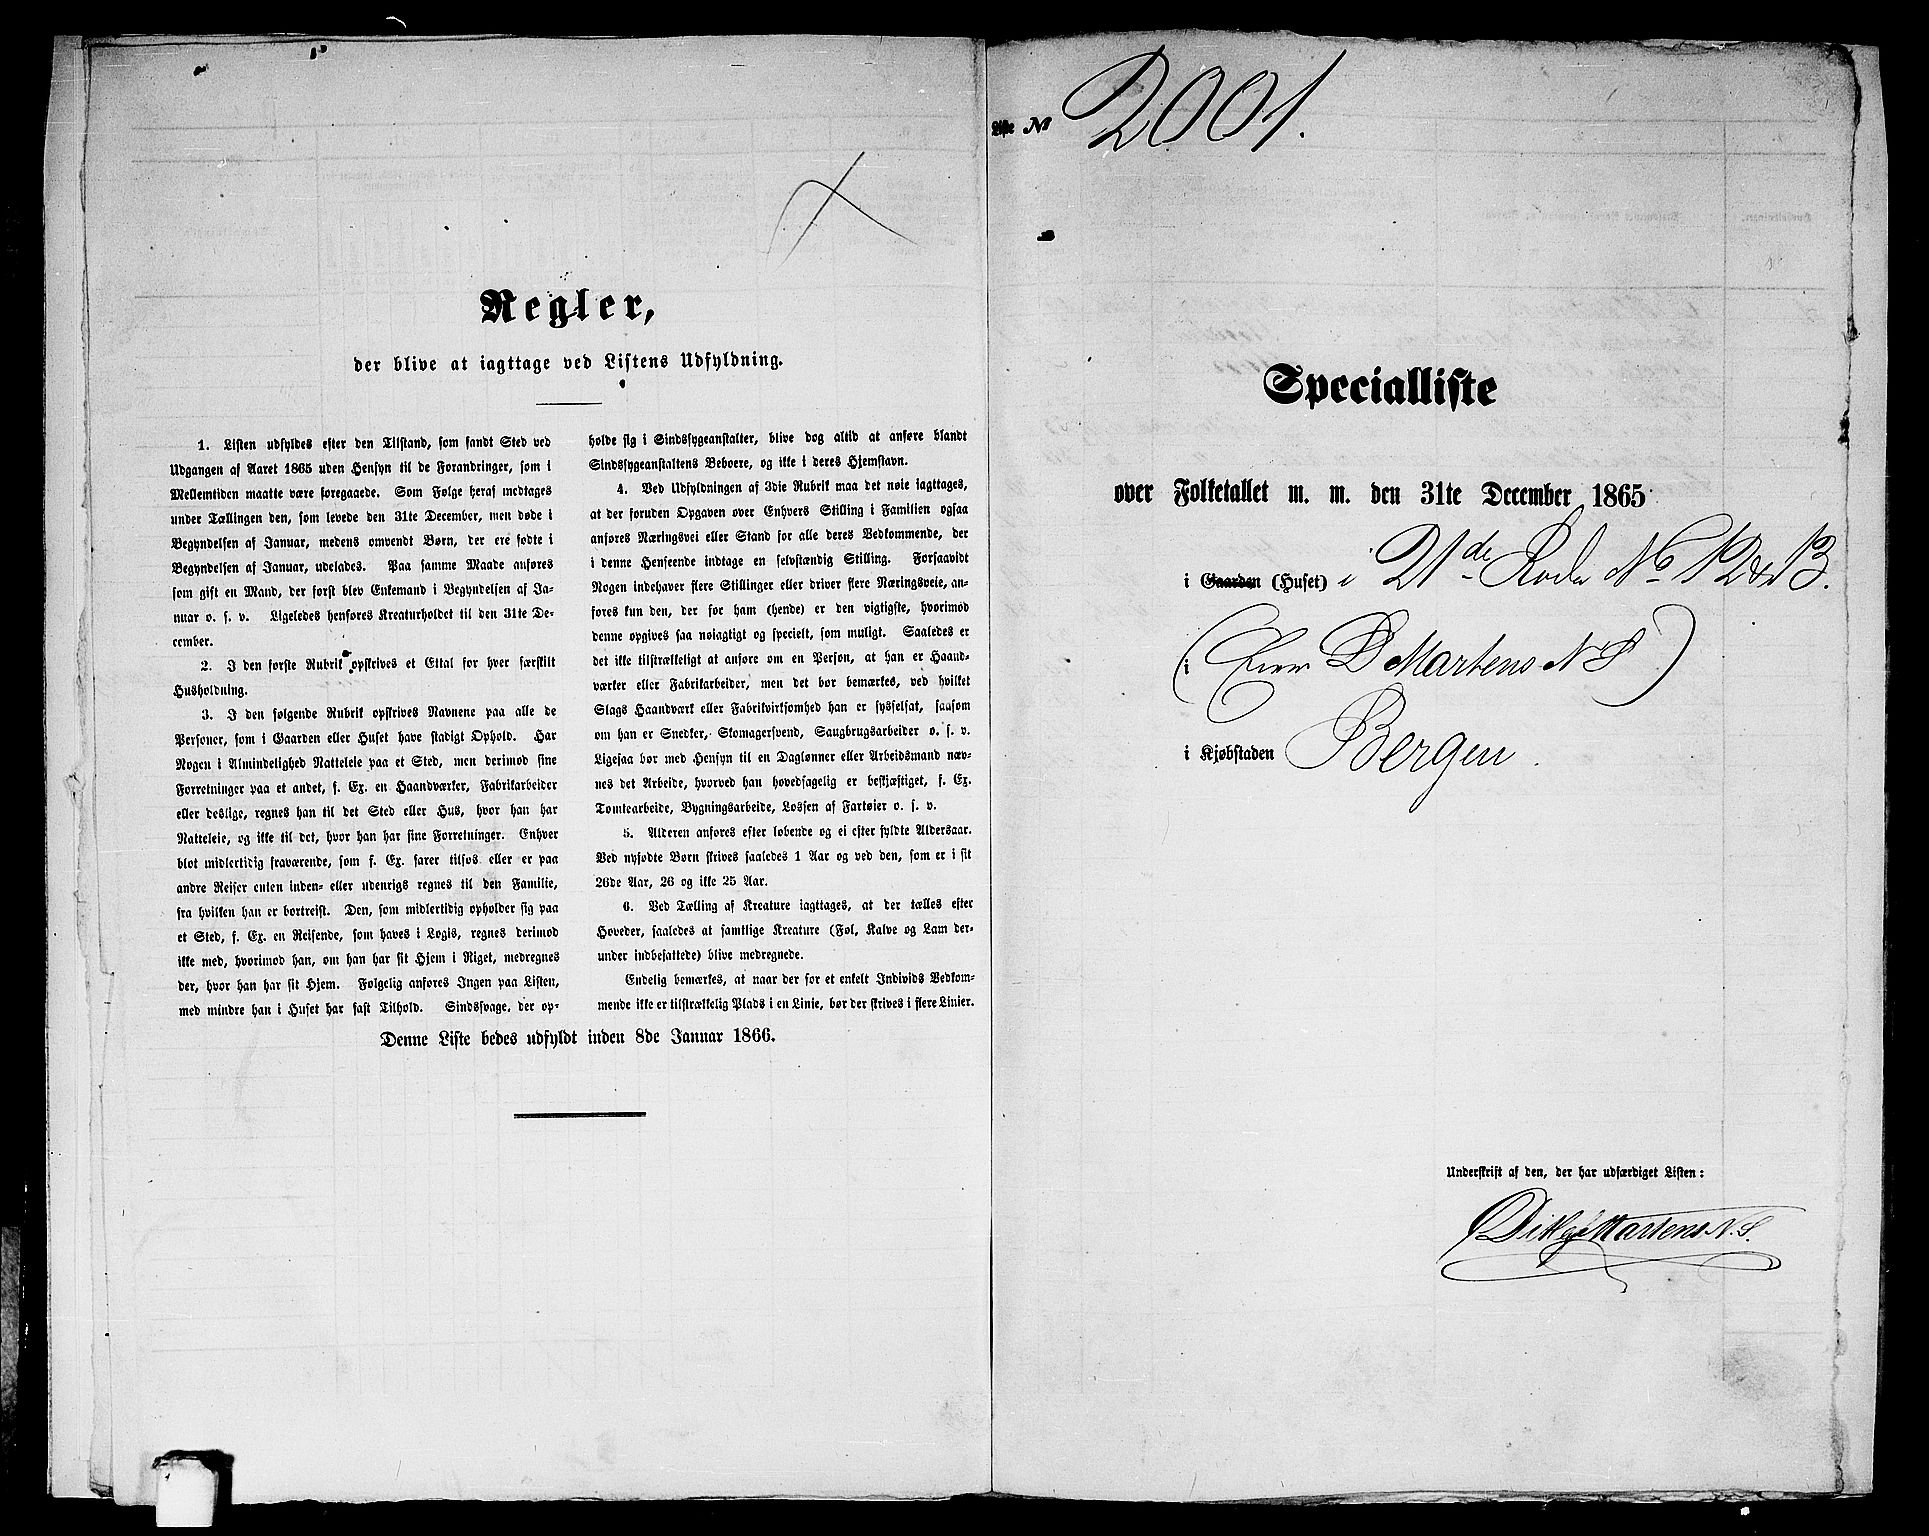 Regler,
der blive at iagttage ved Listens Udfyldning.
1. Listen udfyldes efter den Tilstand, som fandt Sted ved
Udgangen af Aaret 1865 uden Hensyn til de Forandringer, som i
Mellemtiden maatte være foregaaede. Som Følge heraf medtages
under Tællingen den, som levede den 31te December, men døde i
Begyndelsen af Januar, medens omvendt Børn, der ere fødte i
Begyndelsen af Januar, udelades. Paa samme Maade anføres
som gift en Mand, der først blev Enkemand i Begyndelsen af Ja-
nuar o. s. v. Ligeledes henføres Kreaturholdet til den 31te De-
cember.
2. I den første Rubrik opskrives et Ettal for hver særskilt
Husholdning.
3. I den følgende Rubrik opskrives Navnene paa alle de
Personer, som i Gaarden eller Huset have stadigt Ophold. Har
Nogen i Almindelighed Natteleie paa et Sted, men derimod sine
Forretninger paa et andet, f. Ex. en Haandværker, Fabrikarbeider
eller deslige, regnes han til det Sted eller Hus, hvor han har
Natteleie, og ikke til det, hvor han har sine Forretninger. Enhver
blot midlertidig fraværende, som f. Ex. farer tilsøs eller er paa
andre Reiser enten inden- eller udenrigs regnes til den Familie,
fra hvilken han er bortreist. Den, som midlertidig opholder sig paa
et Sted, f. Ex. en Reisende, som haves i Logis, regnes derimod
ikke med, hvorimod han, om han har sit Hjem i Riget, medregnes
der, hvor han har sit Hjem. Følgelig anføres Ingen paa Listen,
med mindre han i Huset har fast Tilhold. Sindssvage, der op-
holde sig i Sindssygeanstalter, blive dog altid at anføre blandt
Sindssygeanstaltens Beboere, og ikke i deres Hjemstavn.
4. Ved Udfyldningen af 3die Rubrik maa det nøie iagttages,
at der foruden Opgaven over Enhvers Stilling i Familien ogsaa
anføres Næringsvei eller Stand for alle deres Vedkommende, der
i denne Henseende indtage en selvstændig Stilling. Forsaavidt
Nogen indehaver flere Stillinger eller driver flere Næringsveie, an-
føres kun den, der for ham (hende) er den vigtigste, hvorimod
denne opgives saa nøiagtigt og specielt, som muligt. Saaledes er
det ikke tilstrækkeligt at anføre om en Person, at han er Haand-
værker eller Fabrikarbeider, men det bør bemærkes, ved hvilket
Slags Haandværk eller Fabrikvirksomhed han er sysselsat, saasom
om han er Snedker, Skomagersvend, Saugbrugsarbeider o. s. v.
Ligesaa bør med Hensyn til en Daglønner eller Arbeidsmand næv-
nes det Arbeide, hvorved han hovedsagelig er beskjæftiget, f. Ex.
Tomtearbeide, Bygningsarbeide, Lossen af Fartøier o. s. v.
5. Alderen anføres efter løbende og ei efter fyldte Aldersaar.
Ved nyfødte Børn skrives saaledes 1 Aar og ved den, som er i sit
26de Aar, 26 og ikke 25 Aar.
6. Ved Tælling af Kreature iagttages, at der tælles efter
Hoveder, saaledes at samtlige Kreature (Føl, Kalve og Lam der-
under indbefattede) blive medregnede.
Endelig bemærkes, at naar der for et enkelt Individs Vedkom-
mende ikke er tilstrækkelig Plads i en Linie, bør der skrives i flere Linier.
Denne Liste bedes udfyldt inden 8de Januar 1866.
Liste № 2001.
Specialliste
over Folketallet m. m. den 31te December 1865
i Gaarden (Huset) i 21de Rode No 12 & 13.
i (Eier D Martens N S)
i Kjøbstaden Bergen.
Underskrift af den, der har udfærdiget Listen:
Martens N. S.